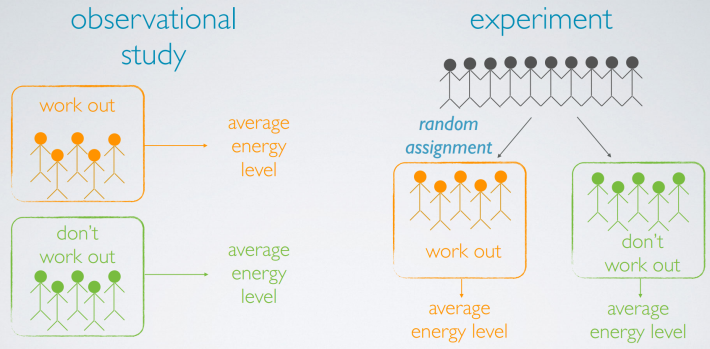 observational
study
work out
average
energy
level
don't
work out
average
energy
level
experiment
random
assignment
work out
average
energy level
don't
work out
average
energy level